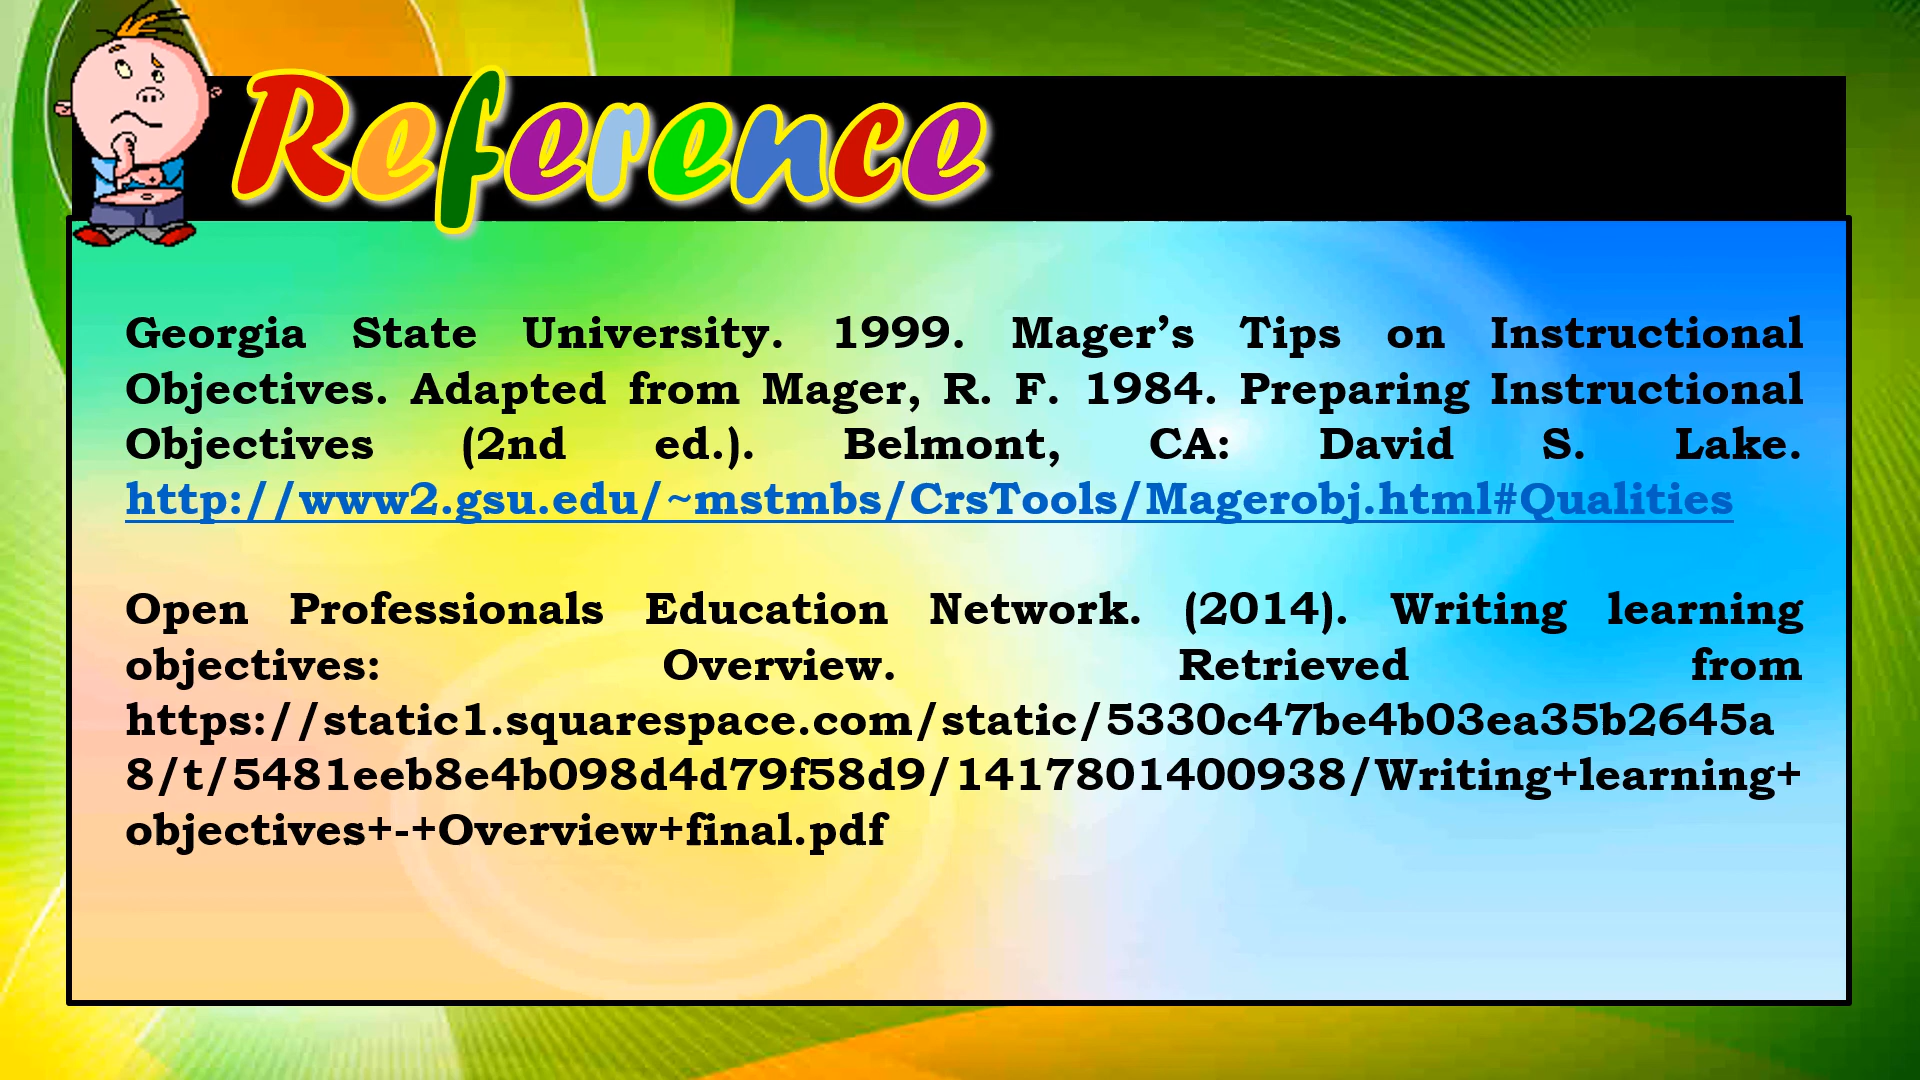 Reference
Georgia State University. 1999. Mager’s Tips on Instructional
Objectives. Adapted from Mager, R. F. 1984. Preparing Instructional
Objectives (2nd ed.). Belmont, CA: David S. Lake.
http://www2.gsu.edu/~mstmbs/CrsTools/Magerobj.html#Qualities
Open Professionals Education Network. (2014). Writing learning
objectives: Overview. Retrieved from
https://static1.squarespace.com/static/5330c47be4b03ea35b2645a
8/t/5481eeb8e4b098d4d79f58d9/1417801400938/Writing+learning+
objectives+-+Overview+final.pdf